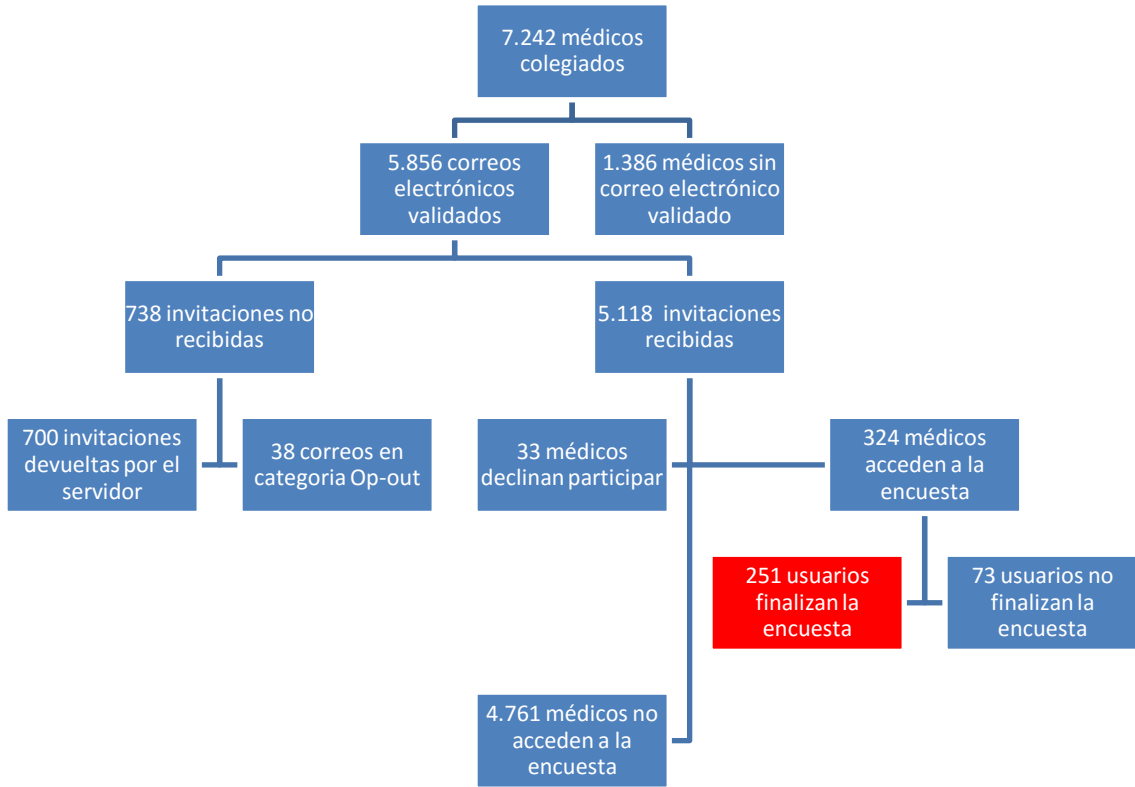 7.242 médicos
colegiados
5.856 correos
electrónicos
validados
1.386 médicos sin
correo electrónico
validado
738 invitaciones no
recibidas
5.118 invitaciones
recibidas
700 invitaciones
devueltas por el
servidor
38 correos en
categoria Op-out
33 médicos
declinan participar
324 médicos
acceden a la
encuesta
251 usuarios
finalizan la
encuesta
73 usuarios no
finalizan la
encuesta
4.761 médicos no
acceden a la
encuesta